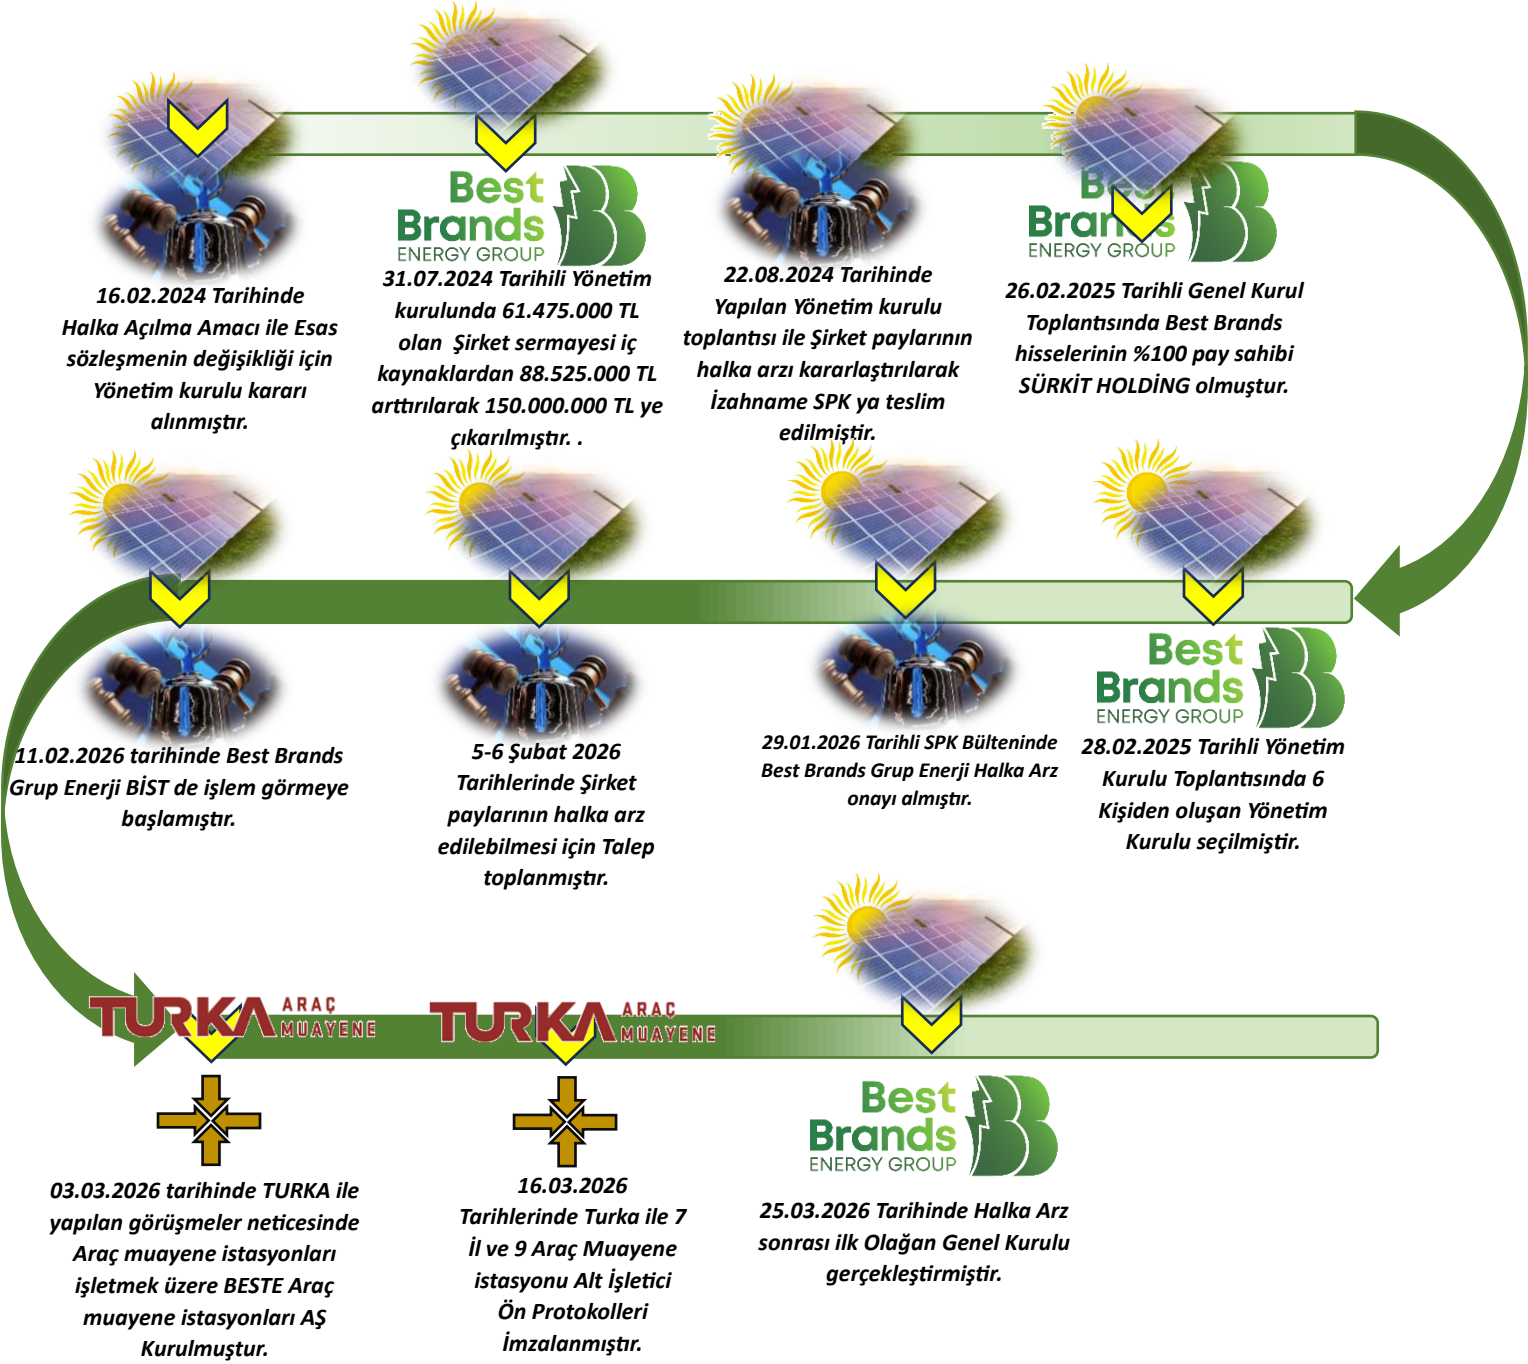 Best
Brands
ENERGY GROUP
Best
Brands
ENERGY GROUP
16.02.2024 Tarihinde
Halka Açılma Amacı ile Esas
sözleşmenin değişikliği için
Yönetim kurulu kararı
alınmıştır.
31.07.2024 Tarihili Yönetim
kurulunda 61.475.000 TL
olan Şirket sermayesi iç
kaynaklardan 88.525.000 TL
arttırılarak 150.000.000 TL ye
çıkarılmıştır. .
22.08.2024 Tarihinde
Yapılan Yönetim kurulu
toplantısı ile Şirket paylarının
halka arzı kararlaştırılarak
İzahname SPK ya teslim
edilmiştir.
26.02.2025 Tarihli Genel Kurul
Toplantısında Best Brands
hisselerinin %100 pay sahibi
SÜRKİT HOLDİNG olmuştur.
Best
Brands
ENERGY GROUP
28.02.2025 Tarihli Yönetim
Kurulu Toplantısında 6
Kişiden oluşan Yönetim
Kurulu seçilmiştir.
29.01.2026 Tarihli SPK Bülteninde
Best Brands Grup Enerji Halka Arz
onayı almıştır.
5-6 Şubat 2026
Tarihlerinde Şirket
paylarının halka arz
edilebilmesi için Talep
toplanmıştır.
11.02.2026 tarihinde Best Brands
Grup Enerji BİST de işlem görmeye
başlamıştır.
TURKA ARAÇ
MUAYENE
TURKA ARAÇ
MUAYENE
Best
Brands
ENERGY GROUP
03.03.2026 tarihinde TURKA ile
yapılan görüşmeler neticesinde
Araç muayene istasyonları
işletmek üzere BESTE Araç
muayene istasyonları AŞ
Kurulmuştur.
16.03.2026
Tarihlerinde Turka ile 7
İl ve 9 Araç Muayene
istasyonu Alt İşletici
Ön Protokolleri
İmzalanmıştır.
25.03.2026 Tarihinde Halka Arz
sonrası ilk Olağan Genel Kurulu
gerçekleştirmiştir.